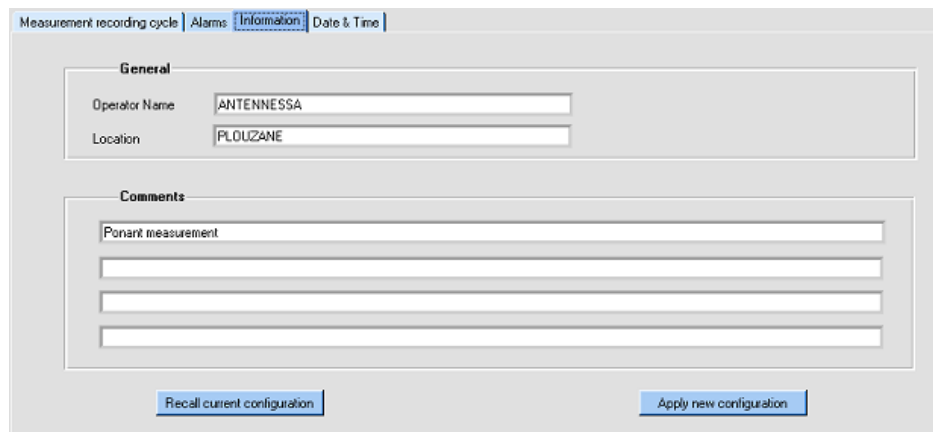 Measurement recording cycle Alarms Information Date & Time
General
Operator Name ANTENNESSA
Location PLOUZANE
Comments
Ponant measurement
Recall current configuration Apply new configuration